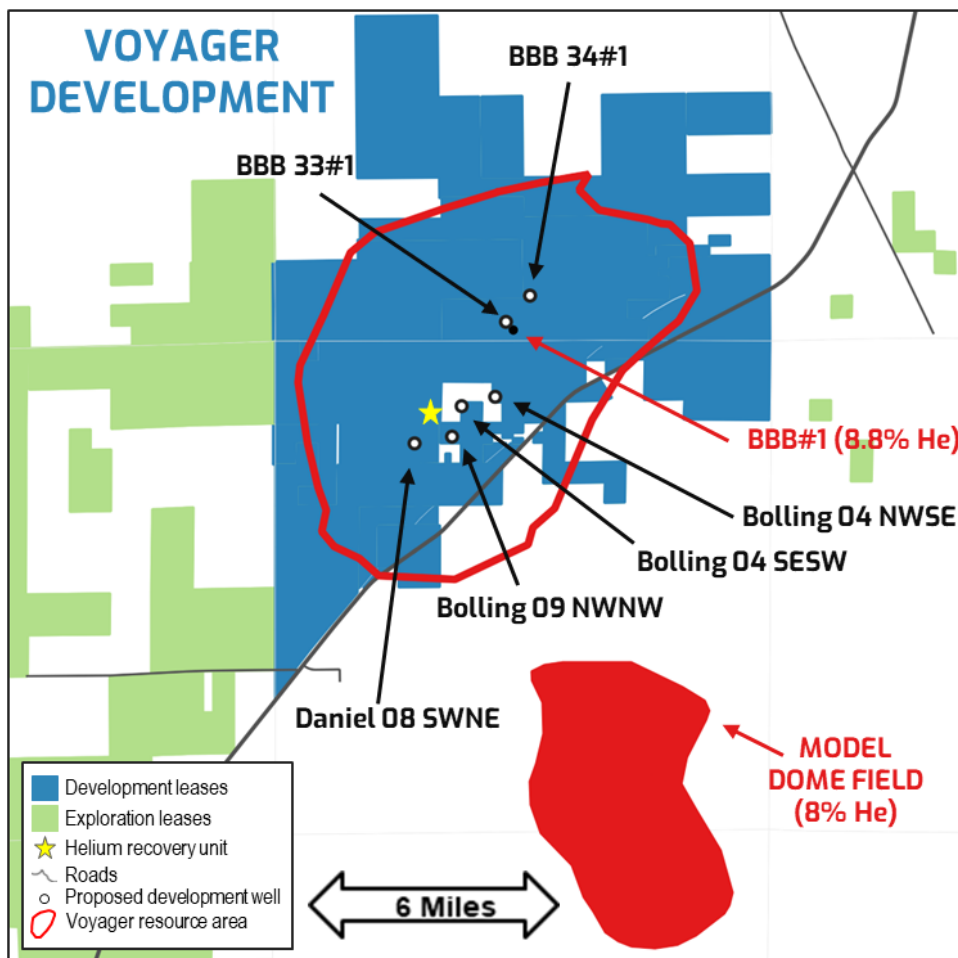 VOYAGER
DEVELOPMENT
BBB 34#1
BBB 33#1
BBB#1 (8.8% He)
Bolling 04 NWSE
Bolling 04 SESW
Bolling 09 NWNW
Daniel 08 SWNE
MODEL
DOME FIELD
(8% He)
Development leases
Exploration leases
Helium recovery unit
Roads
Proposed development well
Voyager resource area
6 Miles